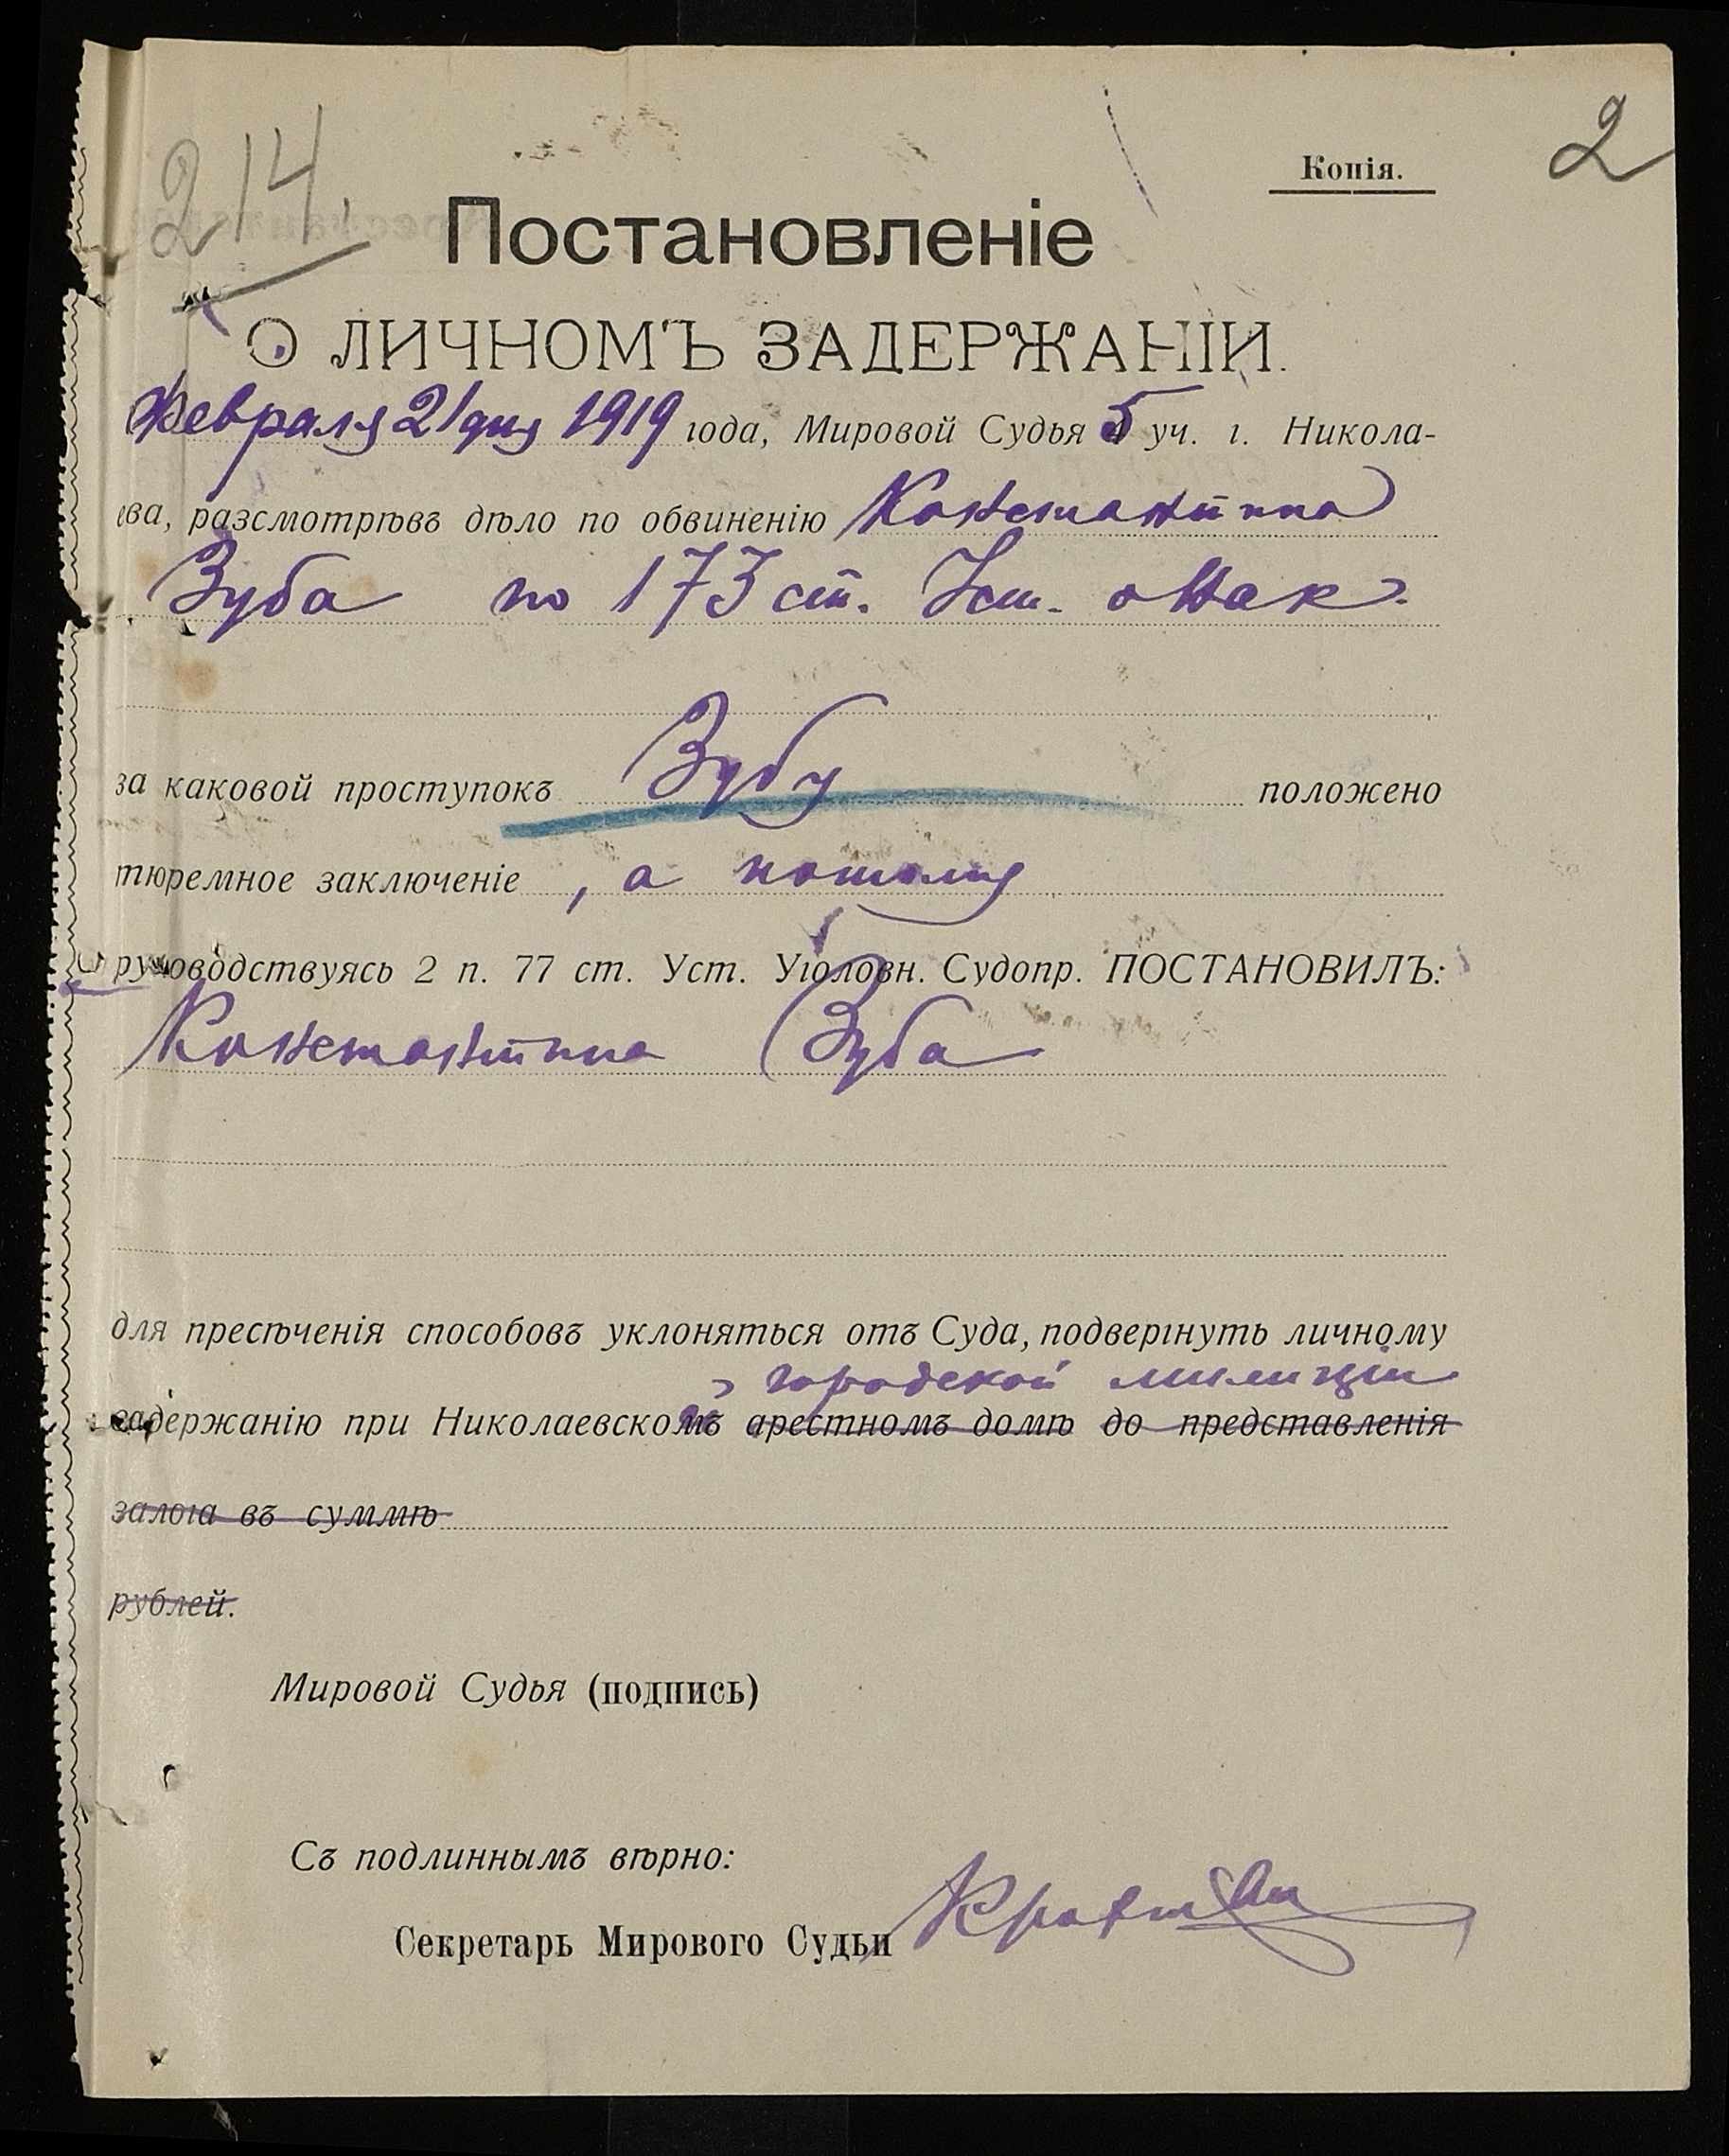 214.
Копія.
2
Постановленіе
О ЛИЧНОМЪ ЗАДЕРЖАНІИ.
Февраля 21 дня 1919 года, Мировой Судья 5 уч. г. Никола-
ева, разсмотрѣвъ дѣло по обвиненію Константина
Зуба по 173 ст. Уст. о Нак.
за каковой проступокъ Зубу положено
тюремное заключеніе, а потому
руководствуясь 2 п. 77 ст. Уст. Уголовн. Судопр. ПОСТАНОВИЛЪ:
Константина Зуба
для пресѣченія способовъ уклоняться отъ Суда, подвергнуть личному
городской милиціи
задержанію при Николаевскомъ арестномъ домѣ до представленія
залога въ суммѣ
рублей.
Мировой Судья (подпись)
Съ подлиннымъ вѣрно:
Секретарь Мирового Судьи